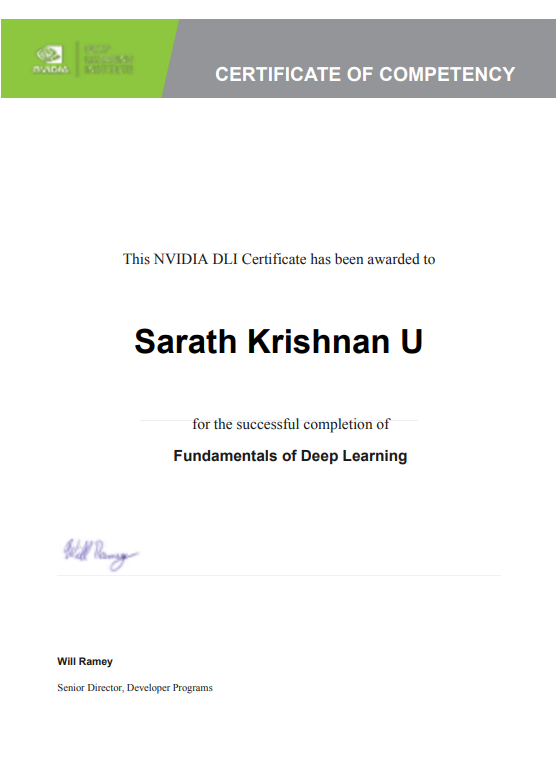 NVIDIA
DEEP
LEARNING
INSTITUTE
CERTIFICATE OF COMPETENCY
This NVIDIA DLI Certificate has been awarded to
Sarath Krishnan U
for the successful completion of
Fundamentals of Deep Learning
Will Ramey
Will Ramey
Senior Director, Developer Programs